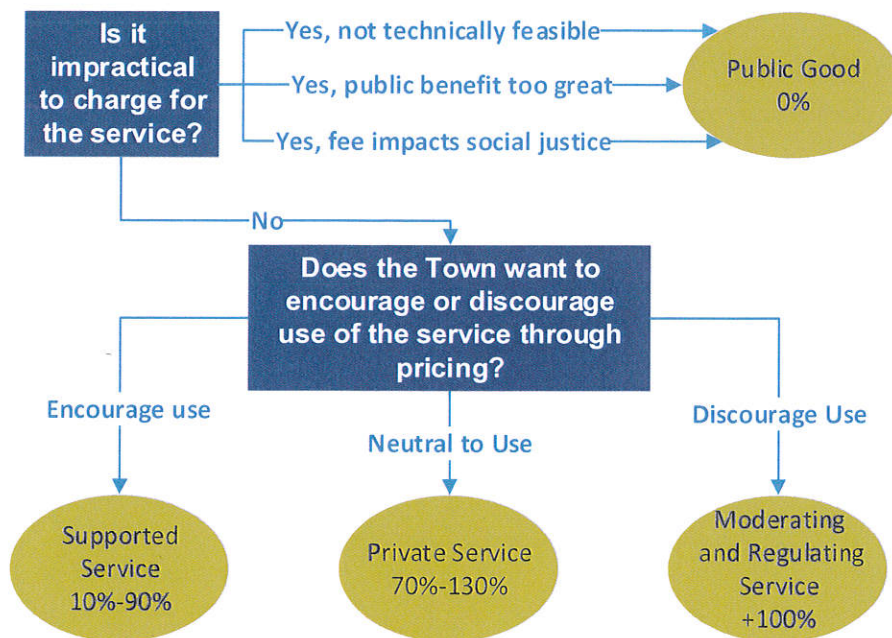 Is it
impractical
to charge for
the service?
Yes, not technically feasible
Yes, public benefit too great
Yes, fee impacts social justice
Public Good
0%
No
Does the Town want to
encourage or discourage
use of the service through
pricing?
Encourage use
Neutral to Use
Discourage Use
Supported
Service
10%-90%
Private Service
70%-130%
Moderating
and Regulating
Service
+100%